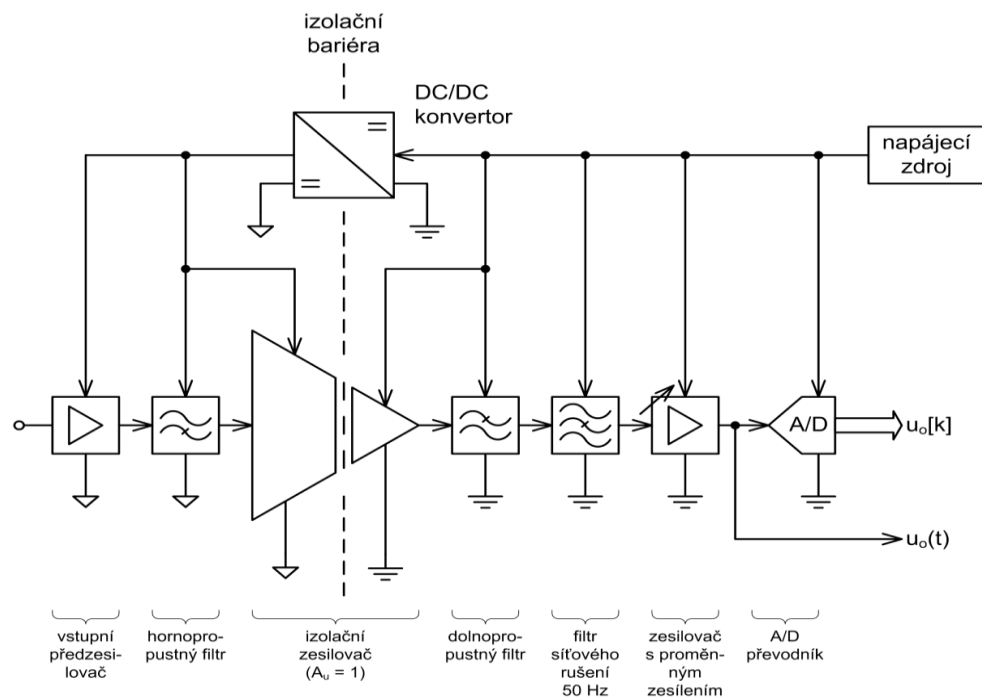 izolační
bariéra
DC/DC
konvertor
napájecí
zdroj
A/D
uₒ[k]
uₒ(t)
vstupní
předzesi-
lovač
hornopro-
pustný filtr
izolační
zesilovač
(Aᵤ = 1)
dolnopro-
pustný filtr
filtr
síťového
rušení
50 Hz
zesilovač
s proměn-
ným
zesílením
A/D
převodník